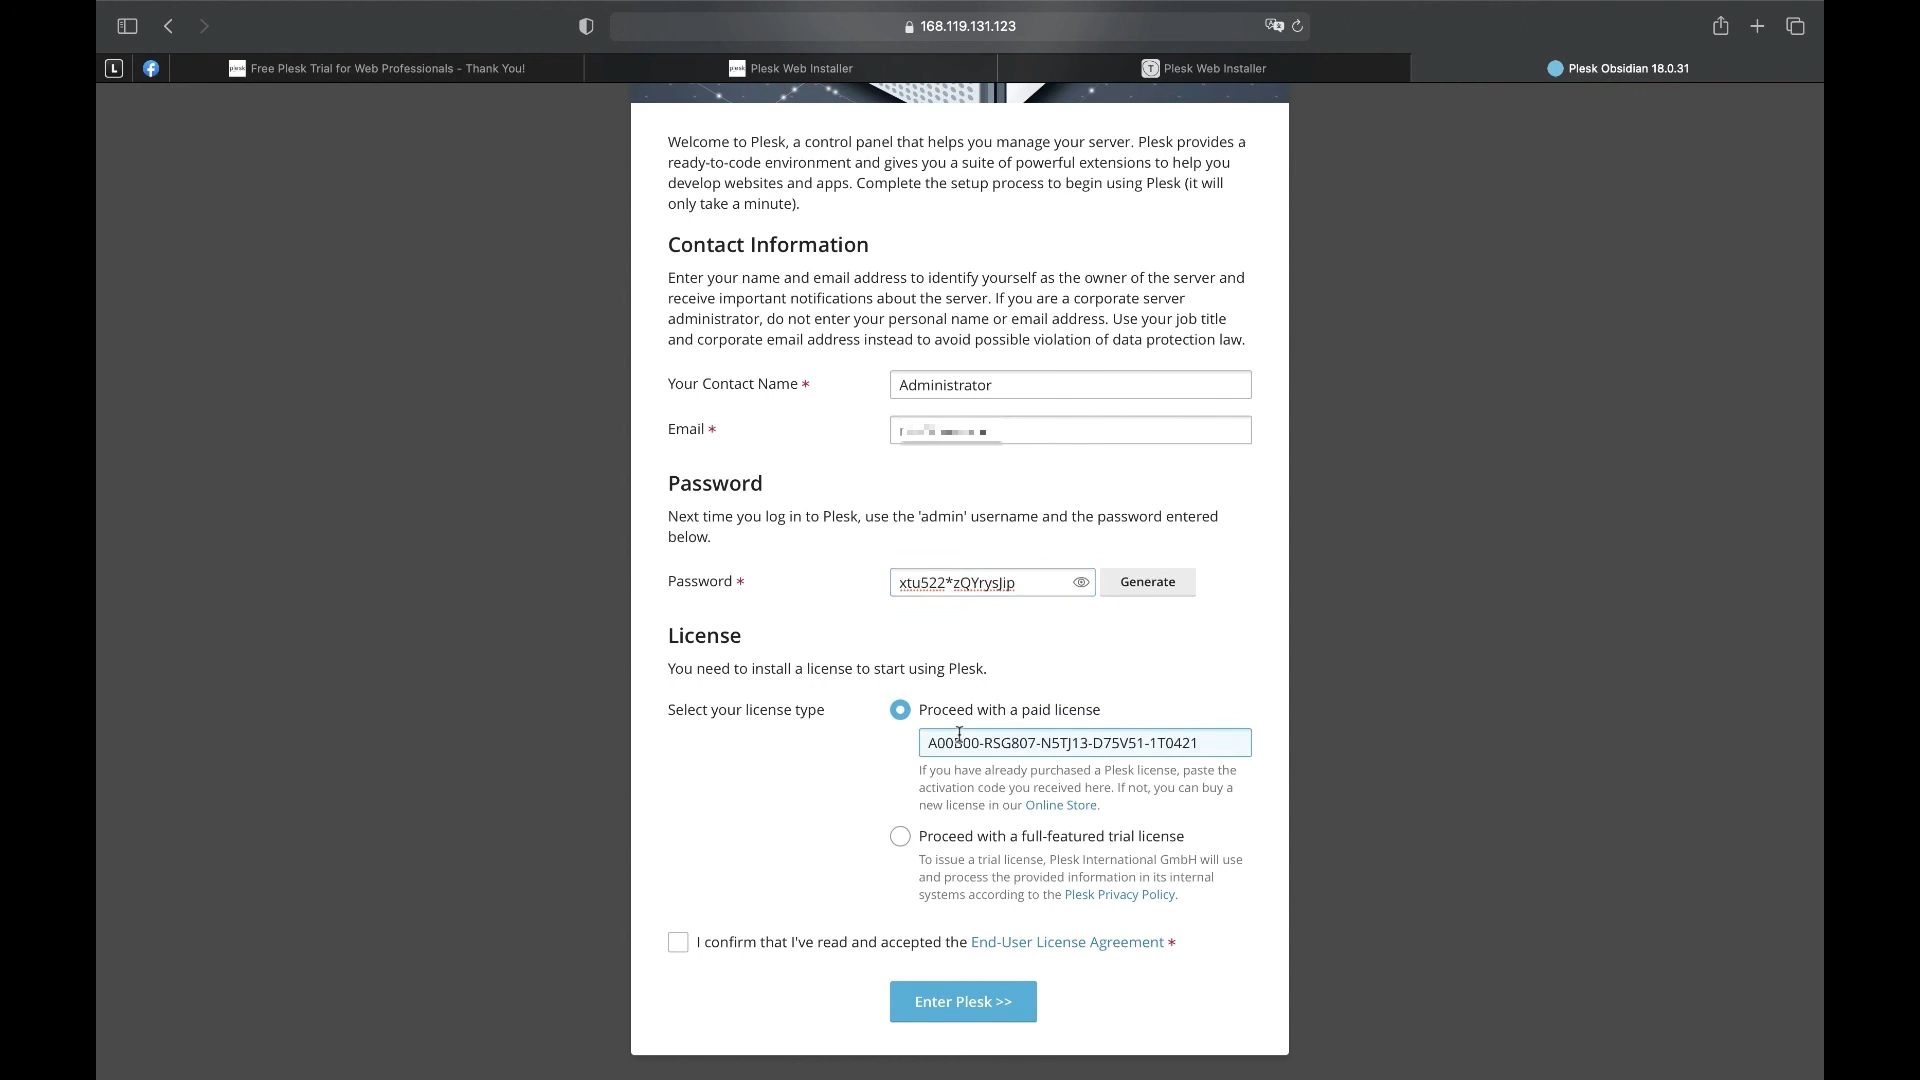 168.119.131.123
L
plesk Free Plesk Trial for Web Professionals - Thank You!
plesk Plesk Web Installer
T Plesk Web Installer
Plesk Obsidian 18.0.31
Welcome to Plesk, a control panel that helps you manage your server. Plesk provides a
ready-to-code environment and gives you a suite of powerful extensions to help you
develop websites and apps. Complete the setup process to begin using Plesk (it will
only take a minute).
Contact Information
Enter your name and email address to identify yourself as the owner of the server and
receive important notifications about the server. If you are a corporate server
administrator, do not enter your personal name or email address. Use your job title
and corporate email address instead to avoid possible violation of data protection law.
Your Contact Name *
Administrator
Email *
Password
Next time you log in to Plesk, use the 'admin' username and the password entered
below.
Password *
xtu522*zQYrysJip
Generate
License
You need to install a license to start using Plesk.
Select your license type
Proceed with a paid license
A00B00-RSG807-N5TJ13-D75V51-1T0421
If you have already purchased a Plesk license, paste the
activation code you received here. If not, you can buy a
new license in our Online Store.
Proceed with a full-featured trial license
To issue a trial license, Plesk International GmbH will use
and process the provided information in its internal
systems according to the Plesk Privacy Policy.
I confirm that I've read and accepted the End-User License Agreement *
Enter Plesk >>